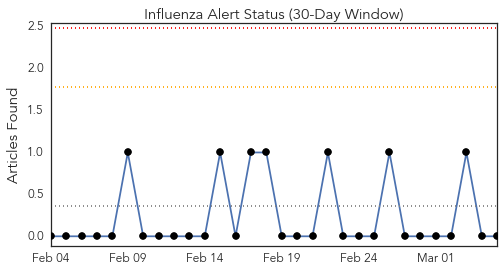 Influenza Alert Status (30-Day Window)
Articles Found
2.5
2.0
1.5
1.0
0.5
0.0
Feb 04 Feb 09 Feb 14 Feb 19 Feb 24 Mar 01